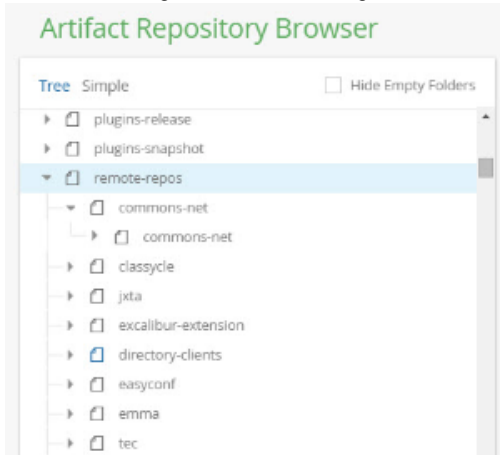 Artifact Repository Browser
Tree Simple Hide Empty Folders
plugins-release
plugins-snapshot
remote-repos
commons-net
commons-net
classycle
jxta
excalibur-extension
directory-clients
easyconf
emma
tec